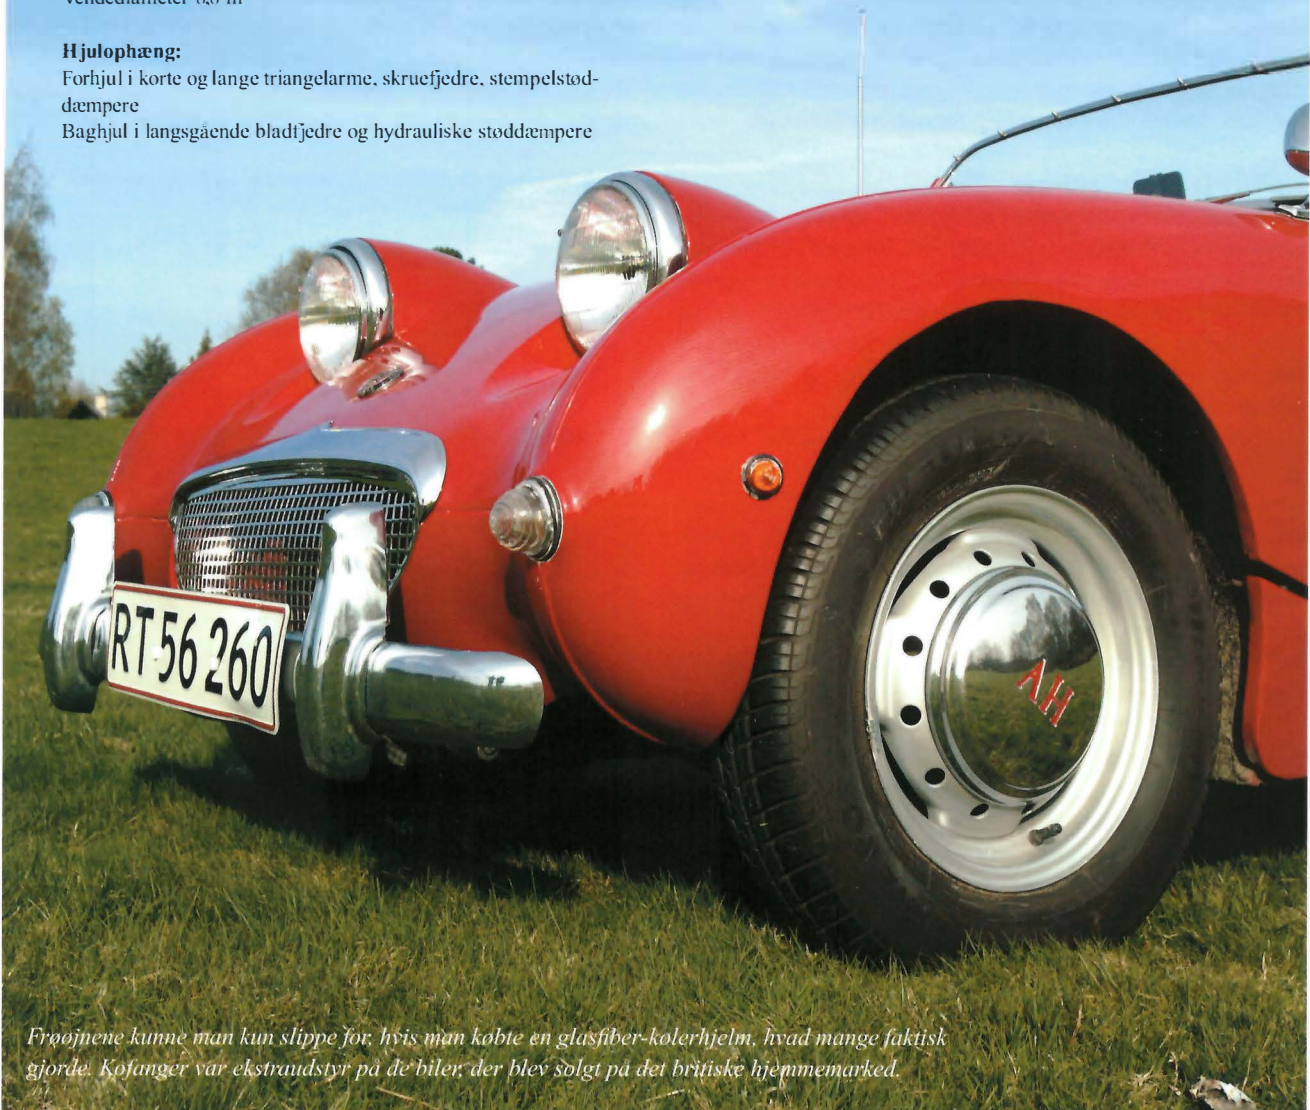 Vendediameter
Hjulophæng:
Forhjul i korte og lange triangelarme, skruefjedre, stempelstød-
dæmpere
Baghjul i langsgående bladfjedre og hydrauliske støddæmpere
RT 56 260
AH
Frøøjnene kunne man kun slippe for, hvis man købte en glasfiber-kølerhjelm, hvad mange faktisk
gjorde. Kofanger var ekstraudstyr på de biler, der blev solgt på det britiske hjemmemarked.